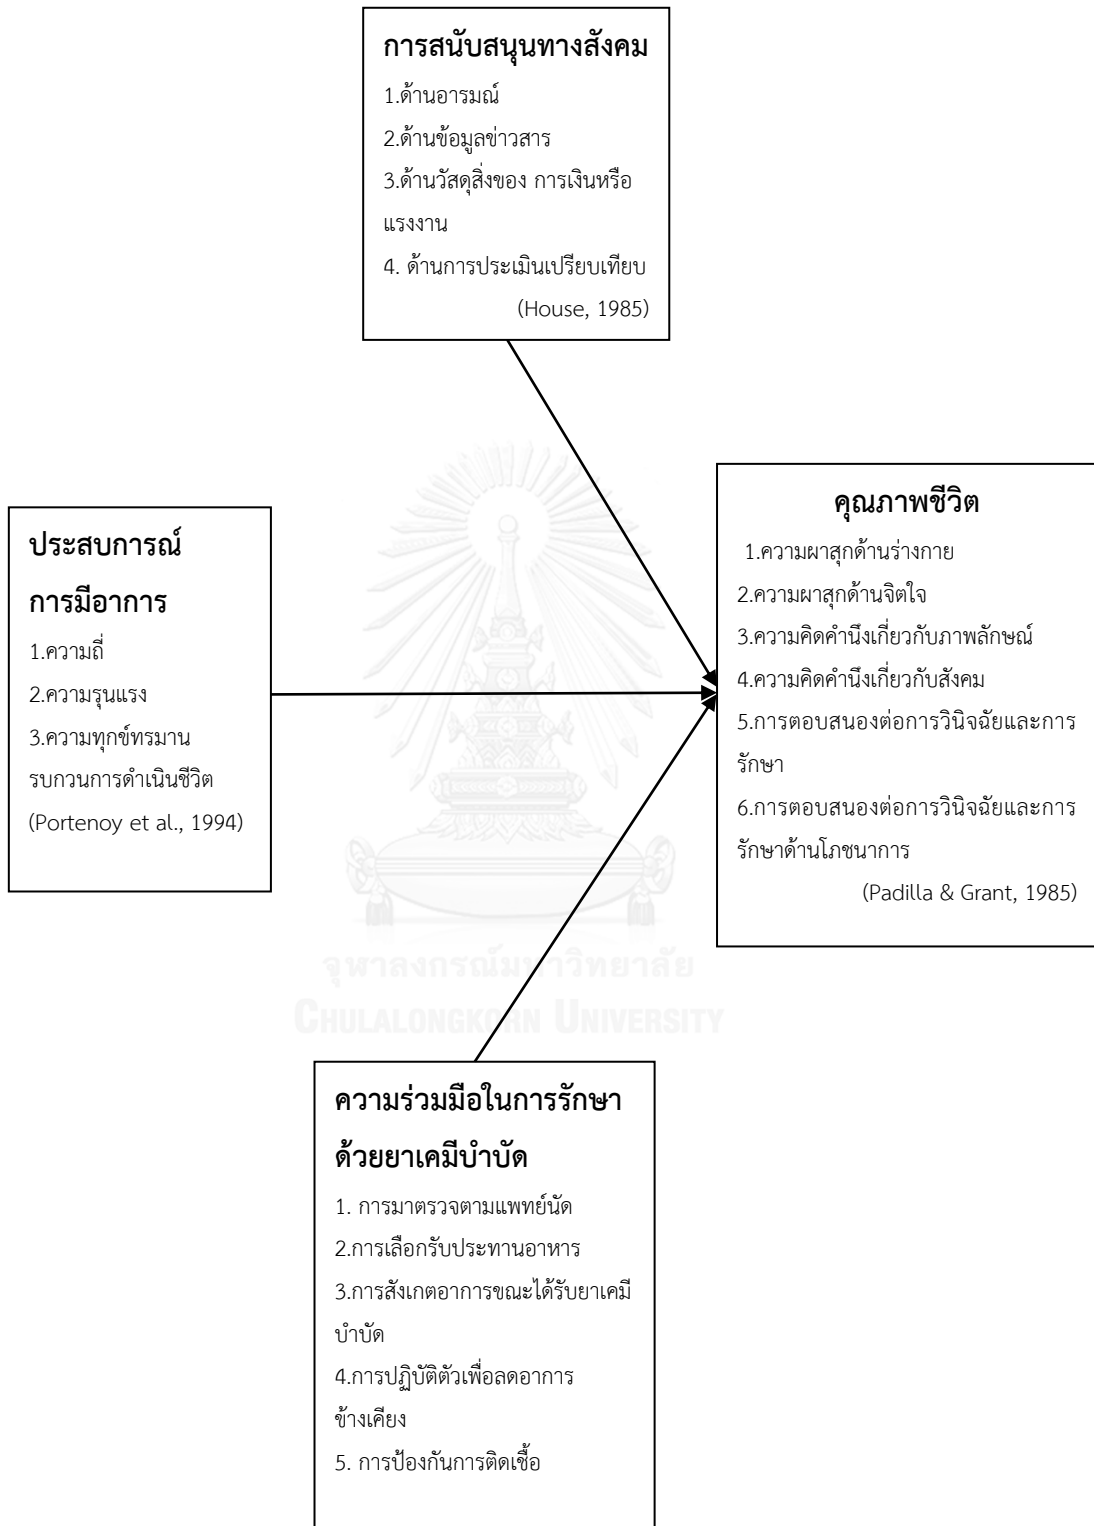 การสนับสนุนทางสังคม
1.ด้านอารมณ์
2.ด้านข้อมูลข่าวสาร
3.ด้านวัสดุสิ่งของ การเงินหรือ
แรงงาน
4. ด้านการประเมินเปรียบเทียบ
(House, 1985)
ประสบการณ์
การมีอาการ
1.ความถี่
2.ความรุนแรง
3.ความทุกข์ทรมาน
รบกวนการดำเนินชีวิต
(Portenoy et al., 1994)
คุณภาพชีวิต
1.ความผาสุกด้านร่างกาย
2.ความผาสุกด้านจิตใจ
3.ความคิดคำนึงเกี่ยวกับภาพลักษณ์
4.ความคิดคำนึงเกี่ยวกับสังคม
5.การตอบสนองต่อการวินิจฉัยและการ
รักษา
6.การตอบสนองต่อการวินิจฉัยและการ
รักษาด้านโภชนาการ
(Padilla & Grant, 1985)
จุฬาลงกรณ์มหาวิทยาลัย
CHULALONGKORN UNIVERSITY
ความร่วมมือในการรักษา
ด้วยยาเคมีบำบัด
1. การมาตรวจตามแพทย์นัด
2.การเลือกรับประทานอาหาร
3.การสังเกตอาการขณะได้รับยาเคมี
บำบัด
4.การปฏิบัติตัวเพื่อลดอาการ
ข้างเคียง
5. การป้องกันการติดเชื้อ